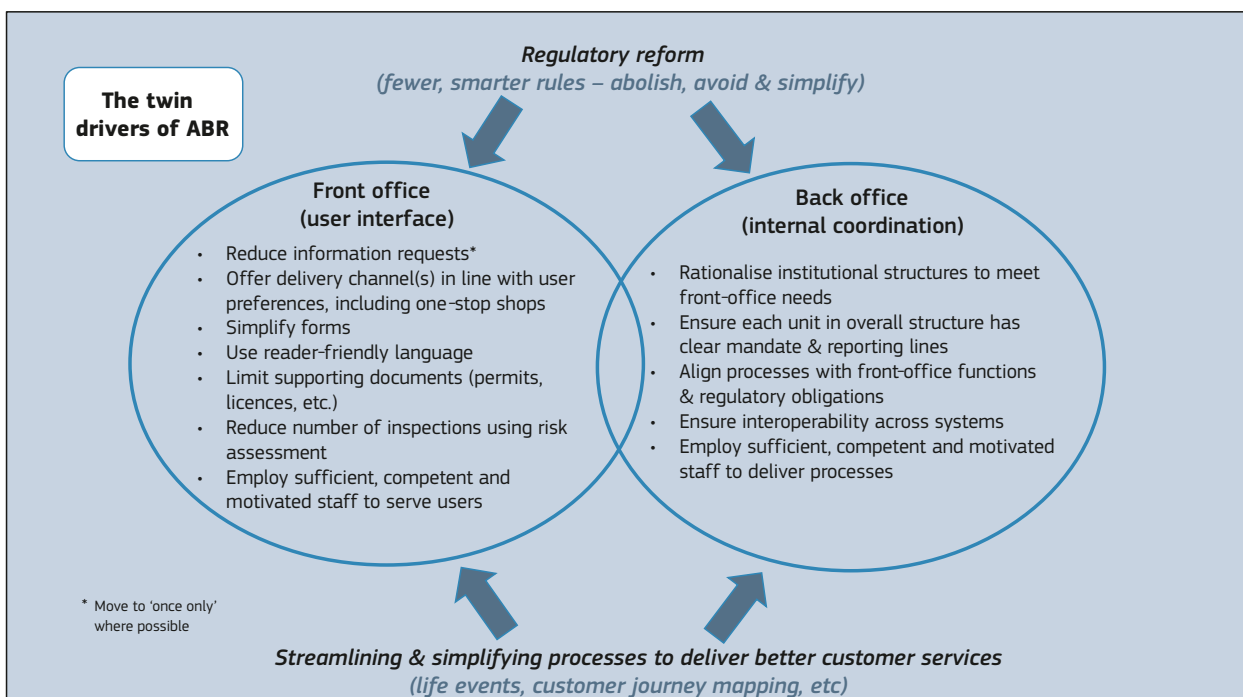 Regulatory reform
(fewer, smarter rules – abolish, avoid & simplify)
The twin
drivers of ABR
Front office
(user interface)
• Reduce information requests*
• Offer delivery channel(s) in line with user
preferences, including one-stop shops
• Simplify forms
• Use reader-friendly language
• Limit supporting documents (permits,
licences, etc.)
• Reduce number of inspections using risk
assessment
• Employ sufficient, competent and
motivated staff to serve users
Back office
(internal coordination)
• Rationalise institutional structures to meet
front-office needs
• Ensure each unit in overall structure has
clear mandate & reporting lines
• Align processes with front-office functions
& regulatory obligations
• Ensure interoperability across systems
• Employ sufficient, competent and motivated
staff to deliver processes
* Move to ‘once only’
where possible
Streamlining & simplifying processes to deliver better customer services
(life events, customer journey mapping, etc)